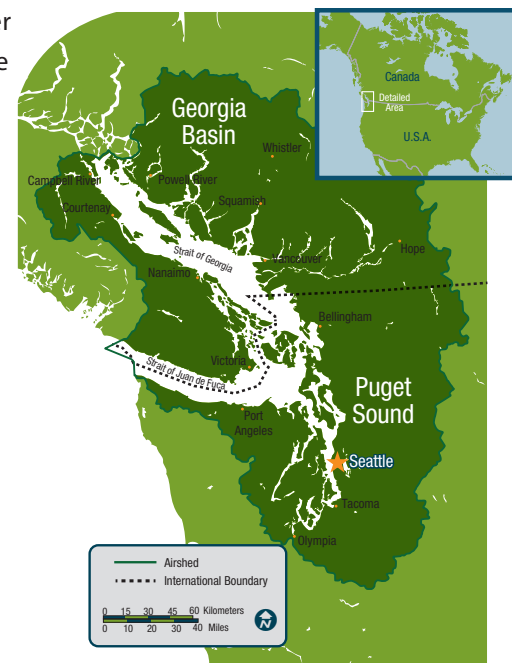 er
e
Georgia
Basin
Canada
Detailed
Area
U.S.A.
Whistler
Campbell River
Powell River
Courtenay
Squamish
Strait of Georgia
Vancouver
Hope
Nanaimo
Bellingham
Victoria
Strait of Juan de Fuca
Puget
Sound
Port
Angeles
Seattle
Tacoma
Olympia
Airshed
International Boundary
0 15 30 45 60 Kilometers
0 10 20 30 40 Miles
N